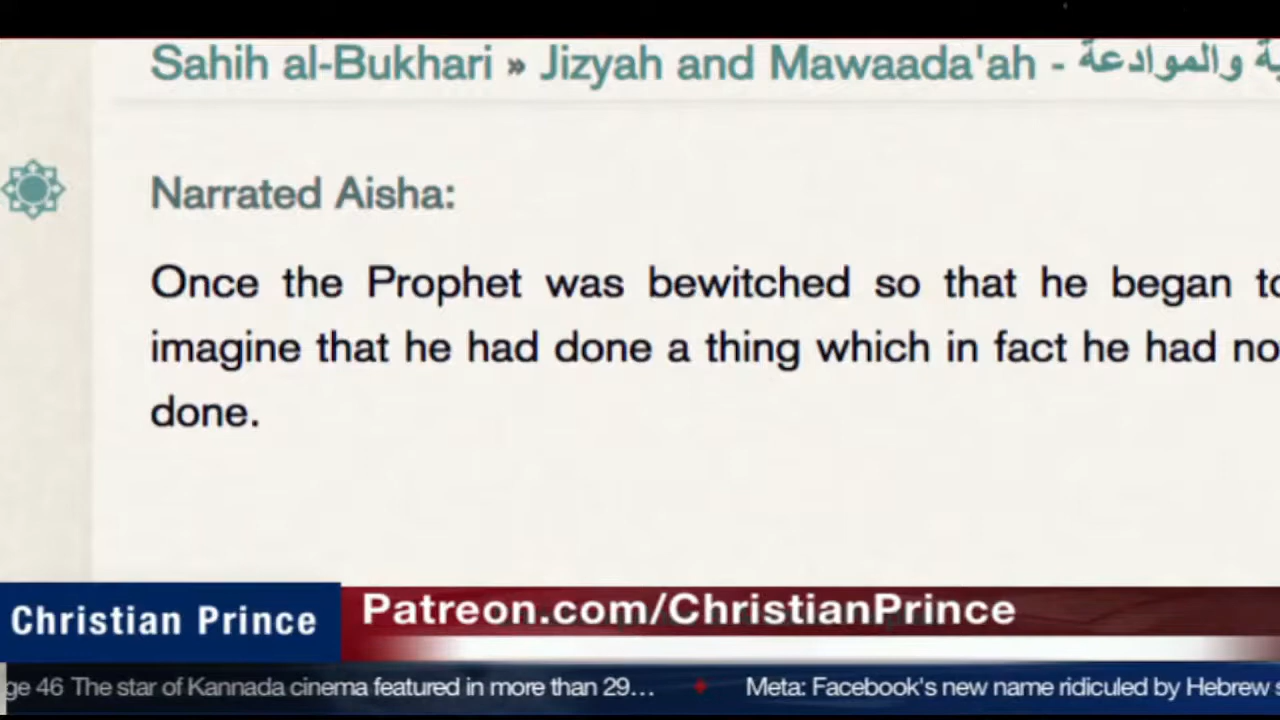 Sahih al-Bukhari » Jizyah and Mawaada'ah - والموادعة
Narrated Aisha:
Once the Prophet was bewitched so that he began to
imagine that he had done a thing which in fact he had no
done.
Christian Prince
Patreon.com/ChristianPrince
ge 46 The star of Kannada cinema featured in more than 29... Meta: Facebook's new name ridiculed by Hebrew s